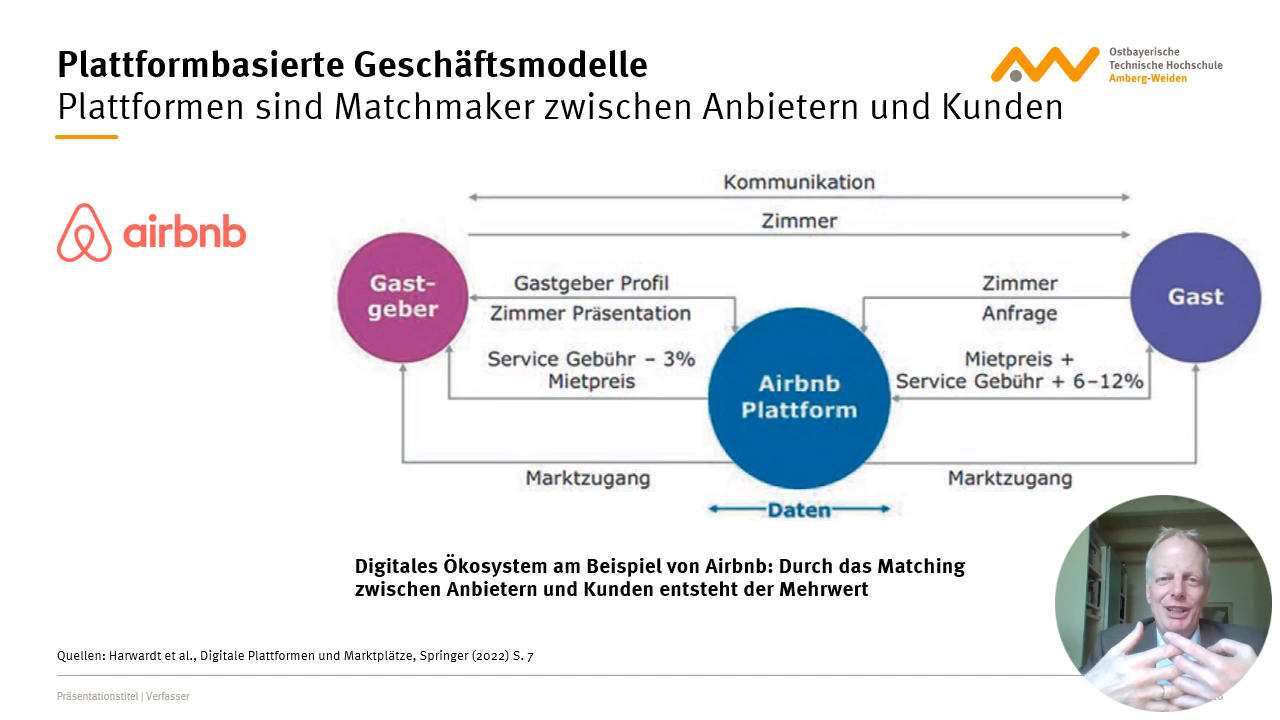 Plattformbasierte Geschäftsmodelle
Plattformen sind Matchmaker zwischen Anbietern und Kunden
Ostbayerische
Technische Hochschule
Amberg-Weiden
airbnb
Kommunikation
Zimmer
Gast-
geber
Gastgeber Profil
Zimmer Präsentation
Service Gebühr – 3%
Mietpreis
Zimmer
Anfrage
Mietpreis +
Service Gebühr + 6–12%
Gast
Airbnb
Plattform
Marktzugang
Marktzugang
Daten
Digitales Ökosystem am Beispiel von Airbnb: Durch das Matching
zwischen Anbietern und Kunden entsteht der Mehrwert
Quellen: Harwardt et al., Digitale Plattformen und Marktplätze, Springer (2022) S. 7
Präsentationstitel | Verfasser